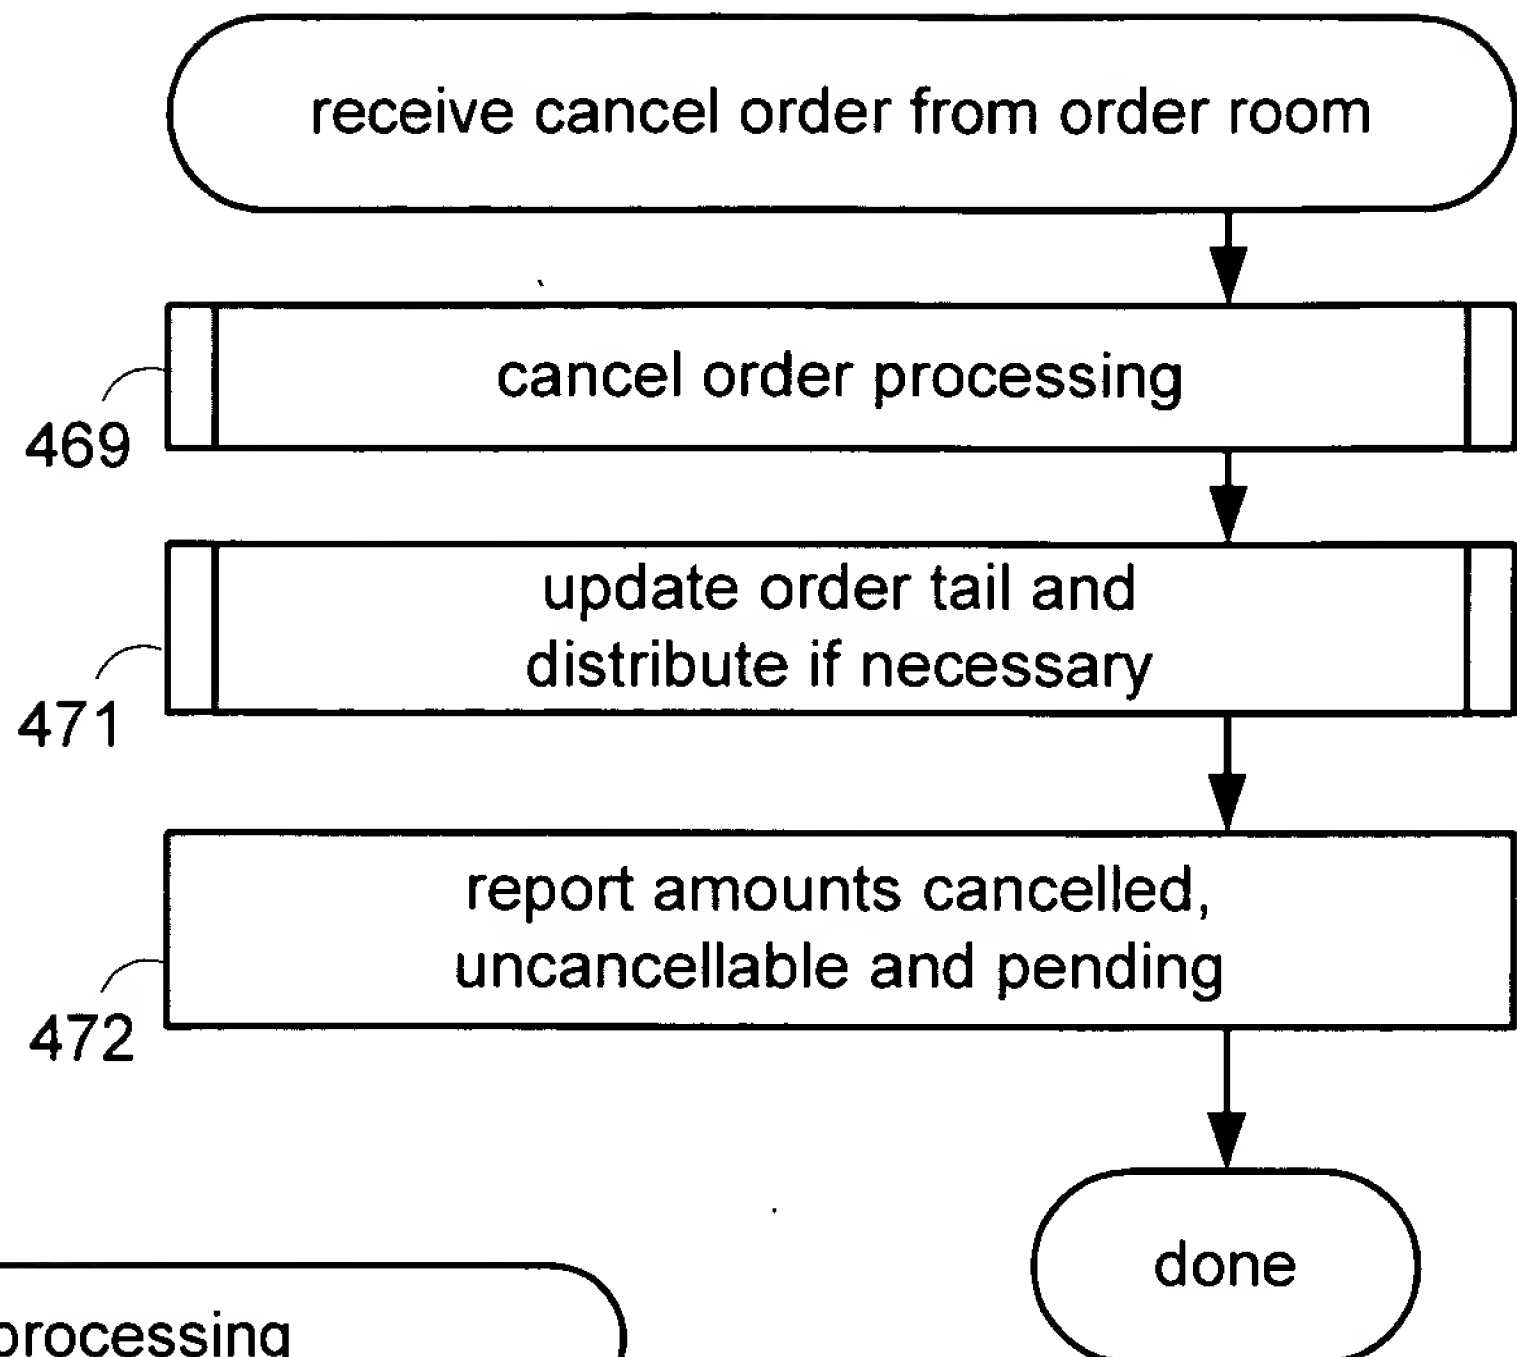 receive cancel order from order room
cancel order processing
469
update order tail and
distribute if necessary
471
report amounts cancelled,
uncancellable and pending
472
done
processing